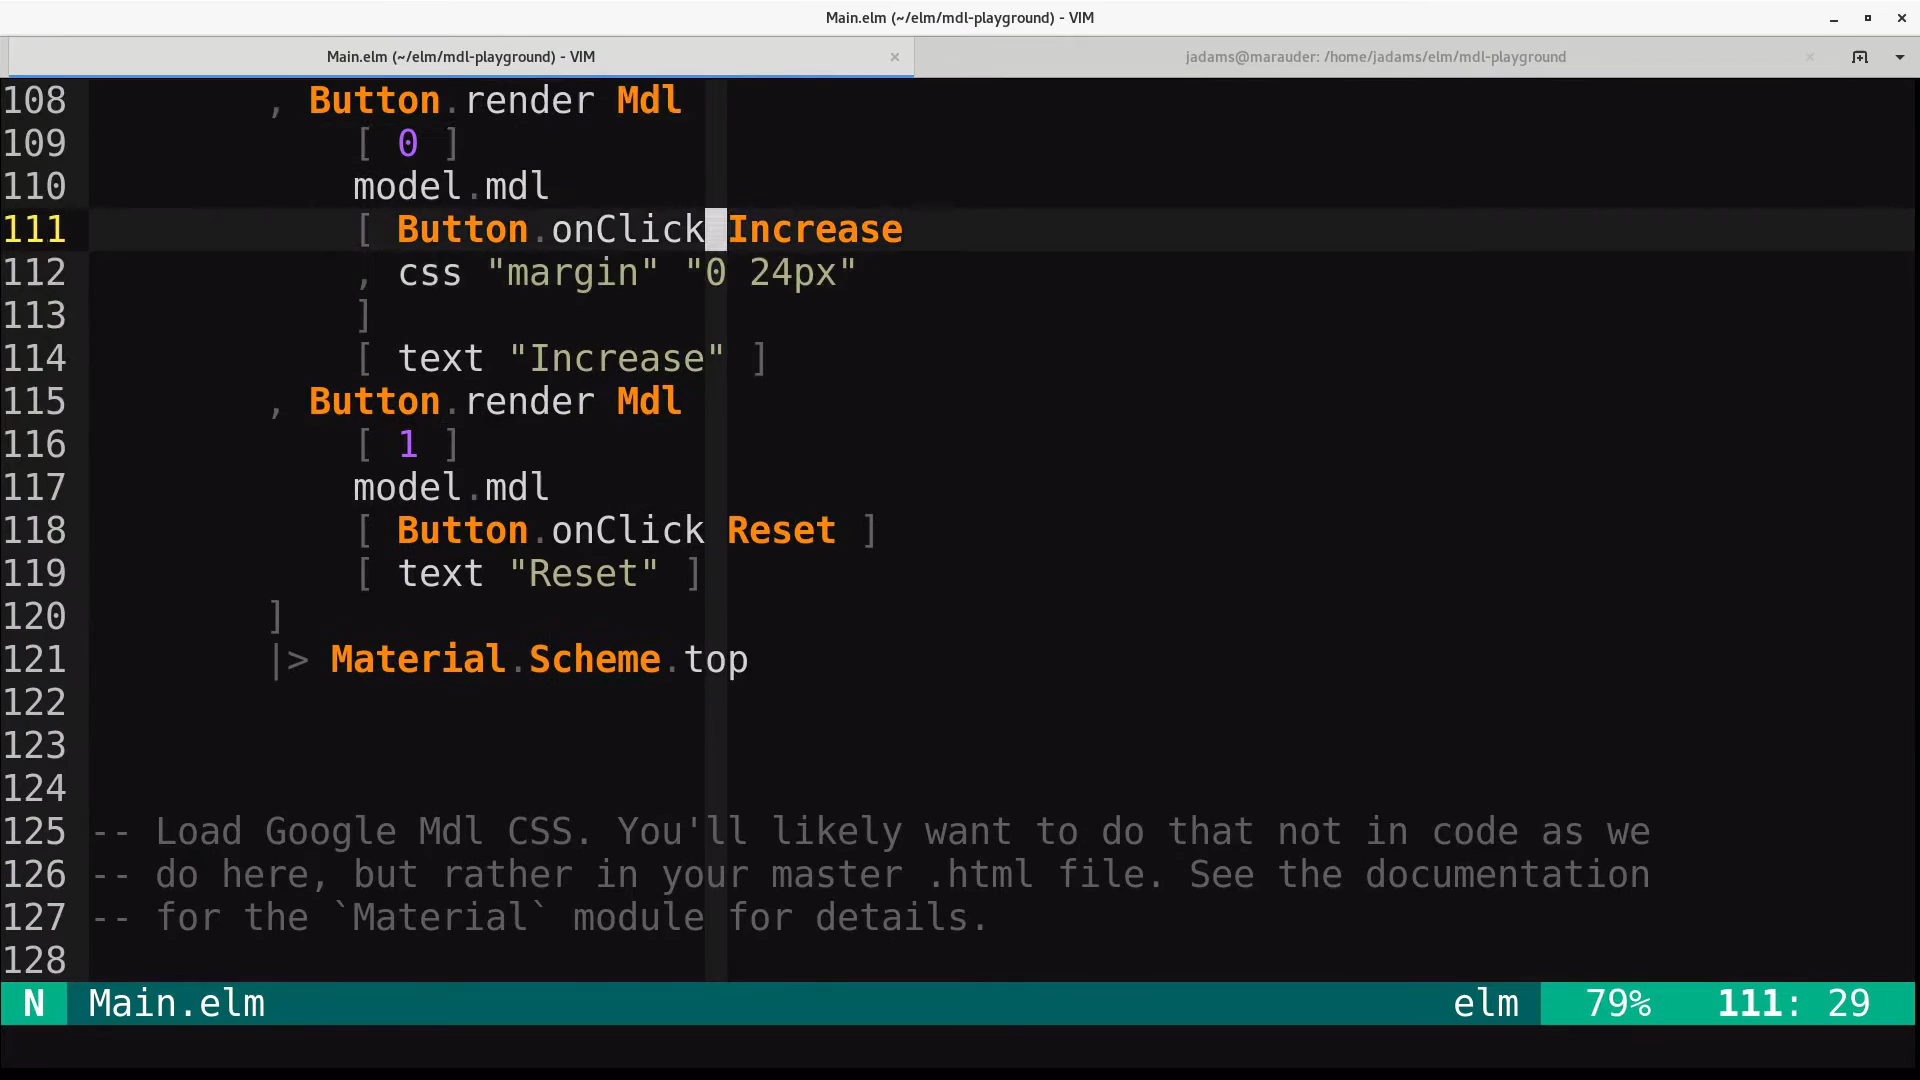 Main.elm (~/elm/mdl-playground) - VIM
Main.elm (~/elm/mdl-playground) - VIM
jadams@marauder: /home/jadams/elm/mdl-playground
108 , Button.render Mdl
109 [ 0 ]
110 model.mdl
111 [ Button.onClick Increase
112 , css "margin" "0 24px"
113 ]
114 [ text "Increase" ]
115 , Button.render Mdl
116 [ 1 ]
117 model.mdl
118 [ Button.onClick Reset ]
119 [ text "Reset" ]
120 ]
121 |> Material.Scheme.top
122
123
124
125 -- Load Google Mdl CSS. You'll likely want to do that not in code as we
126 -- do here, but rather in your master .html file. See the documentation
127 -- for the `Material` module for details.
128
N Main.elm elm 79% 111: 29